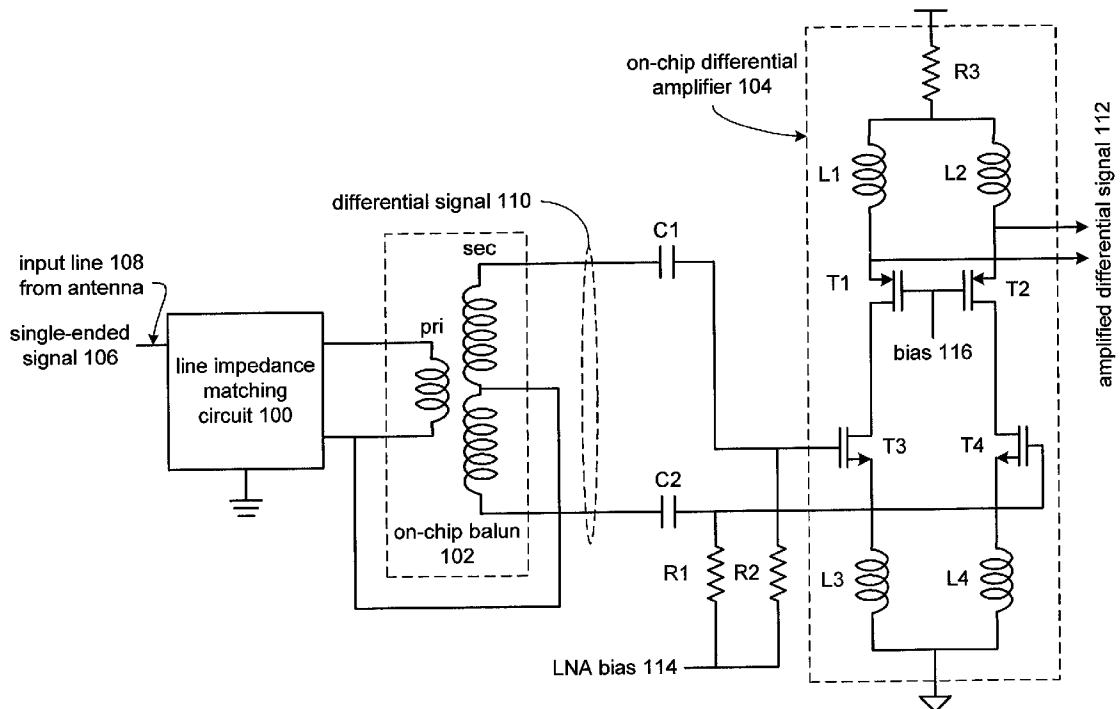 on-chip differential
amplifier 104
R3
L1
L2
amplified differential signal 112
differential signal 110
C1
sec
input line 108
from antenna
single-ended
signal 106
pri
T1
T2
bias 116
line impedance
matching
circuit 100
T3
T4
C2
on-chip balun
102
R1
R2
L3
L4
LNA bias 114